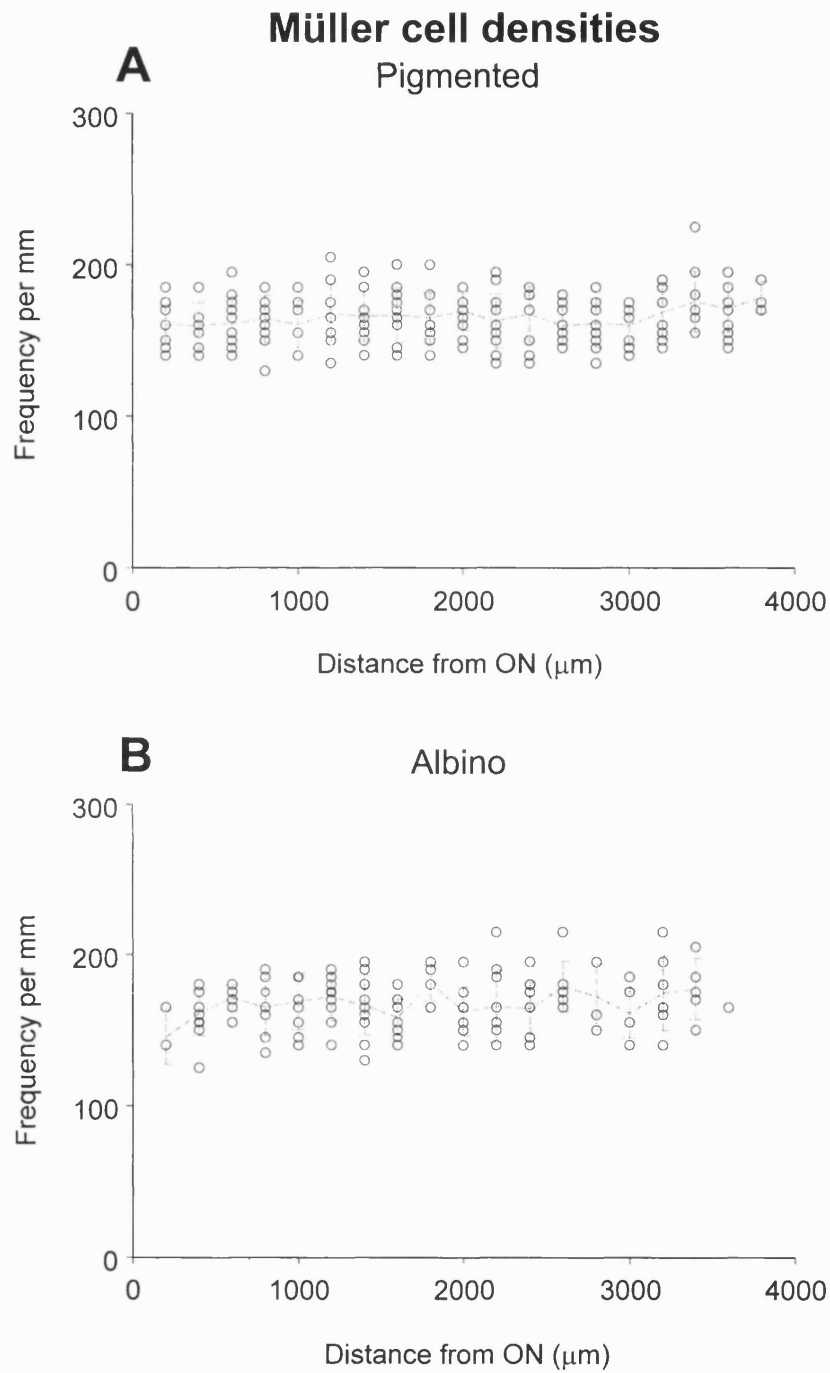 Müller cell densities
A
Pigmented
300
200
100
0
Frequency per mm
0 1000 2000 3000 4000
Distance from ON (μm)
B
Albino
300
200
100
0
Frequency per mm
0 1000 2000 3000 4000
Distance from ON (μm)